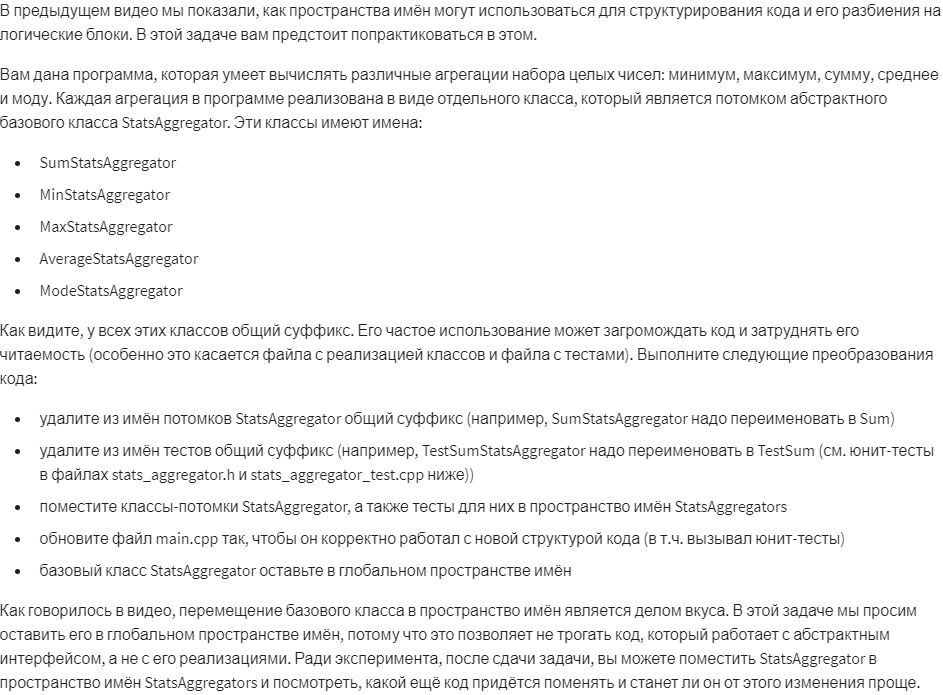 В предыдущем видео мы показали, как пространства имён могут использоваться для структурирования кода и его разбиения на
логические блоки. В этой задаче вам предстоит попрактиковаться в этом.
Вам дана программа, которая умеет вычислять различные агрегации набора целых чисел: минимум, максимум, сумму, среднее
и моду. Каждая агрегация в программе реализована в виде отдельного класса, который является потомком абстрактного
базового класса StatsAggregator. Эти классы имеют имена:
• SumStatsAggregator
• MinStatsAggregator
• MaxStatsAggregator
• AverageStatsAggregator
• ModeStatsAggregator
Как видите, у всех этих классов общий суффикс. Его частое использование может загромождать код и затруднять его
читаемость (особенно это касается файла с реализацией классов и файла с тестами). Выполните следующие преобразования
кода:
• удалите из имён потомков StatsAggregator общий суффикс (например, SumStatsAggregator надо переименовать в Sum)
• удалите из имён тестов общий суффикс (например, TestSumStatsAggregator надо переименовать в TestSum (см. юнит-тесты
в файлах stats_aggregator.h и stats_aggregator_test.cpp ниже))
• поместите классы-потомки StatsAggregator, а также тесты для них в пространство имён StatsAggregators
• обновите файл main.cpp так, чтобы он корректно работал с новой структурой кода (в т.ч. вызывал юнит-тесты)
• базовый класс StatsAggregator оставьте в глобальном пространстве имён
Как говорилось в видео, перемещение базового класса в пространство имён является делом вкуса. В этой задаче мы просим
оставить его в глобальном пространстве имён, потому что это позволяет не трогать код, который работает с абстрактным
интерфейсом, а не с его реализациями. Ради эксперимента, после сдачи задачи, вы можете поместить StatsAggregator в
пространство имён StatsAggregators и посмотреть, какой ещё код придётся поменять и станет ли он от этого изменения проще.